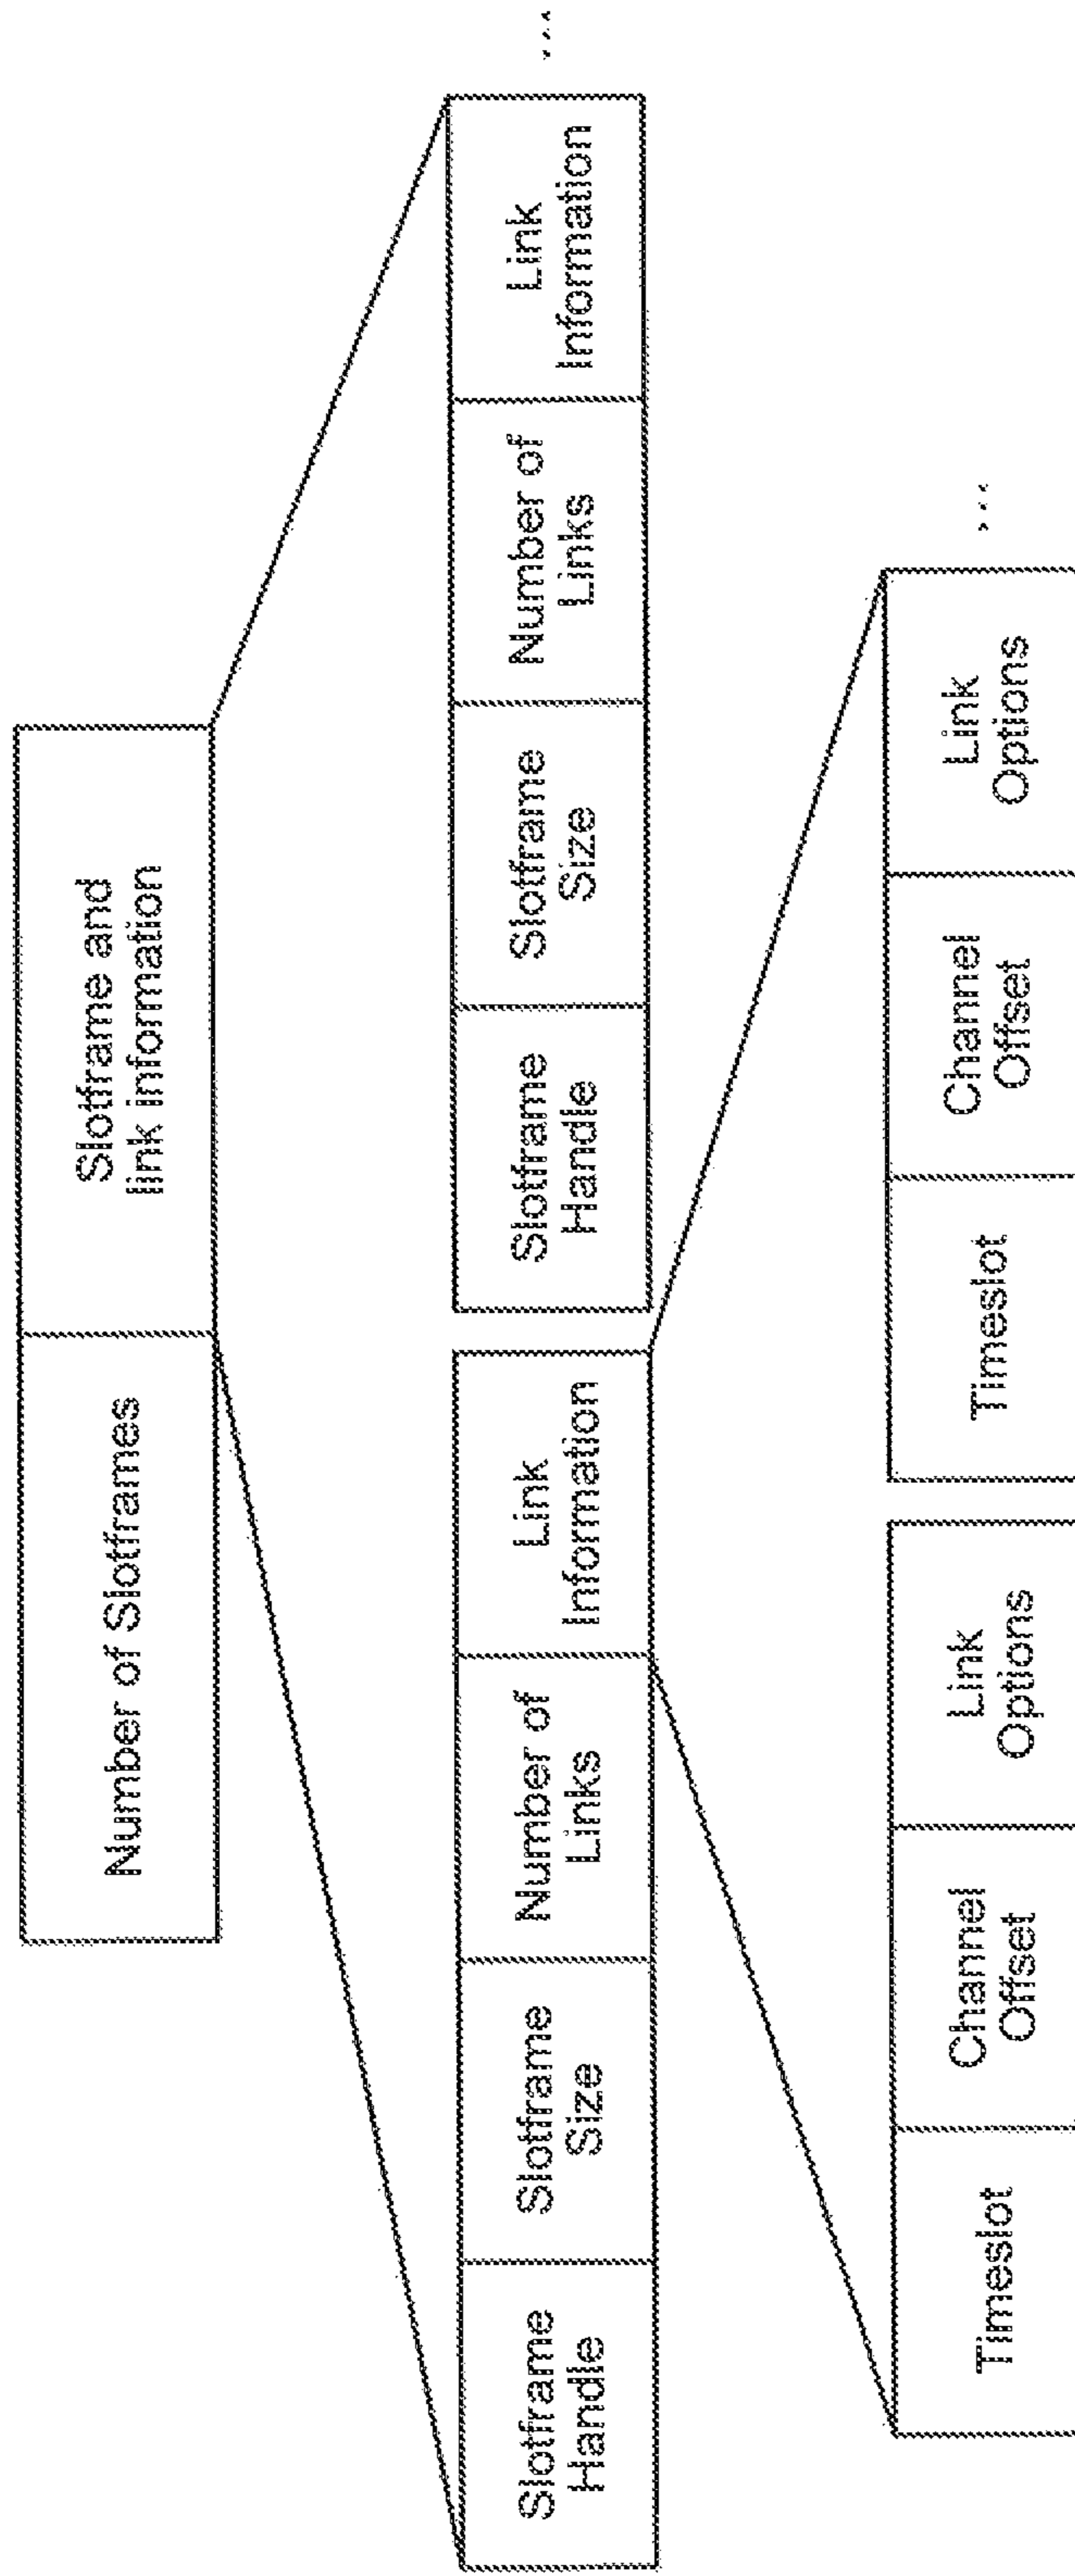 Number of Slotframes
Slotframe and
link information
Slotframe
Handle
Slotframe
Size
Number of
Links
Link
Information
Slotframe
Handle
Slotframe
Size
Number of
Links
Link
Information
...
Timeslot
Channel
Offset
Link
Options
Timeslot
Channel
Offset
Link
Options
...